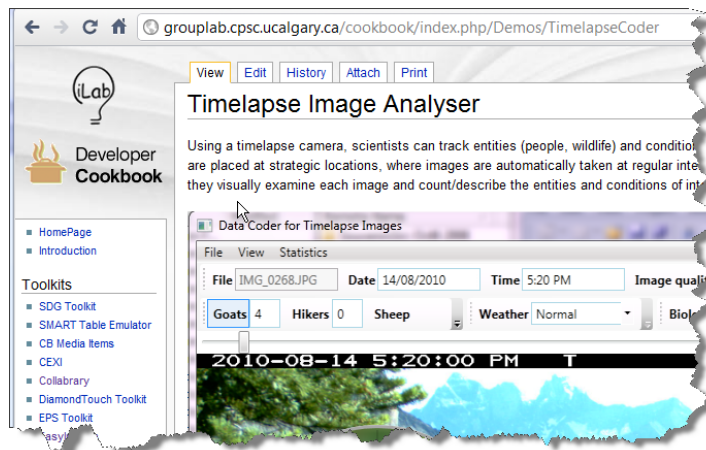 grouplab.cpsc.ucalgary.ca/cookbook/index.php/Demos/TimelapseCoder
iLab
Developer
Cookbook
HomePage
Introduction
Toolkits
SDG Toolkit
SMART Table Emulator
CB Media Items
CEXI
Collabrary
DiamondTouch Toolkit
EPS Toolkit
View Edit History Attach Print
Timelapse Image Analyser
Using a timelapse camera, scientists can track entities (people, wildlife) and
are placed at strategic locations, where images are automatically taken at regular
they visually examine each image and count/describe the entities and conditions of
Data Coder for Timelapse Images
File View Statistics
File IMG_0268.JPG Date 14/08/2010 Time 5:20 PM Image
Goats 4 Hikers 0 Sheep Weather Normal
2010-08-14 5:20:00 PM T